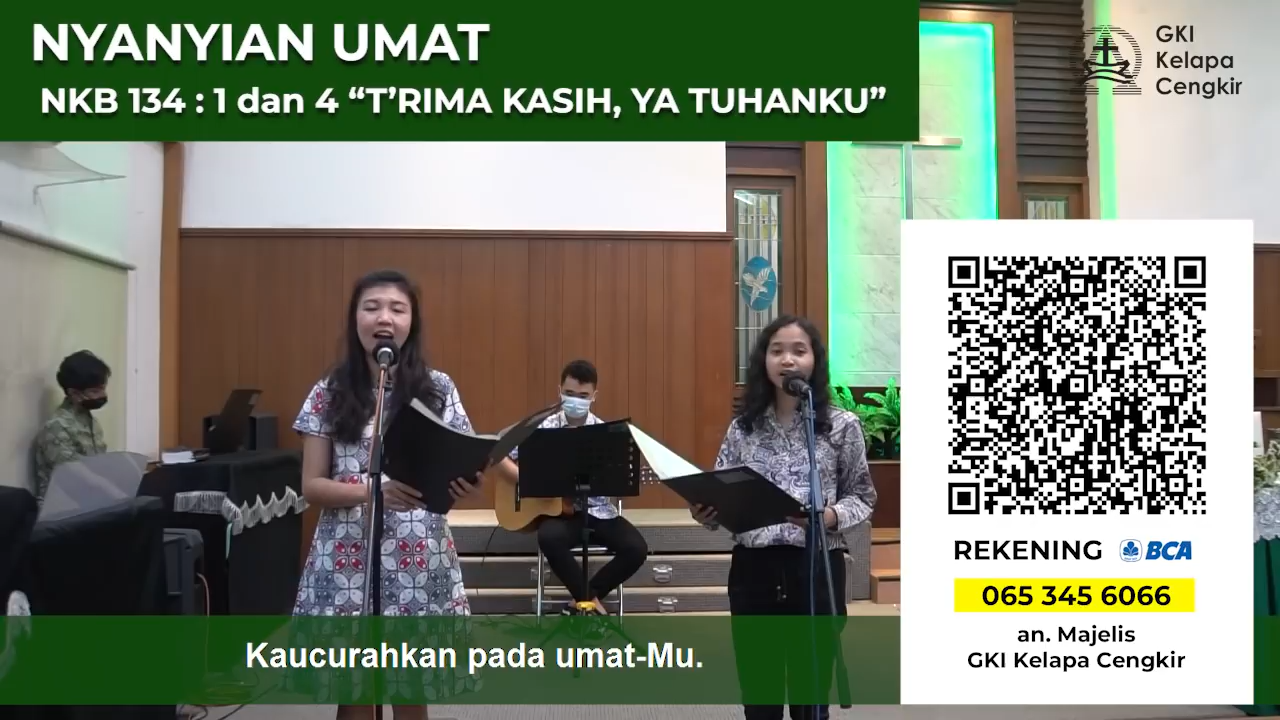 NYANYIAN UMAT
NKB 134 : 1 dan 4 “T’RIMA KASIH, YA TUHANKU”
GKI
Kelapa
Cengkir
REKENING BCA
065 345 6066
an. Majelis
GKI Kelapa Cengkir
Kaucurahkan pada umat-Mu.